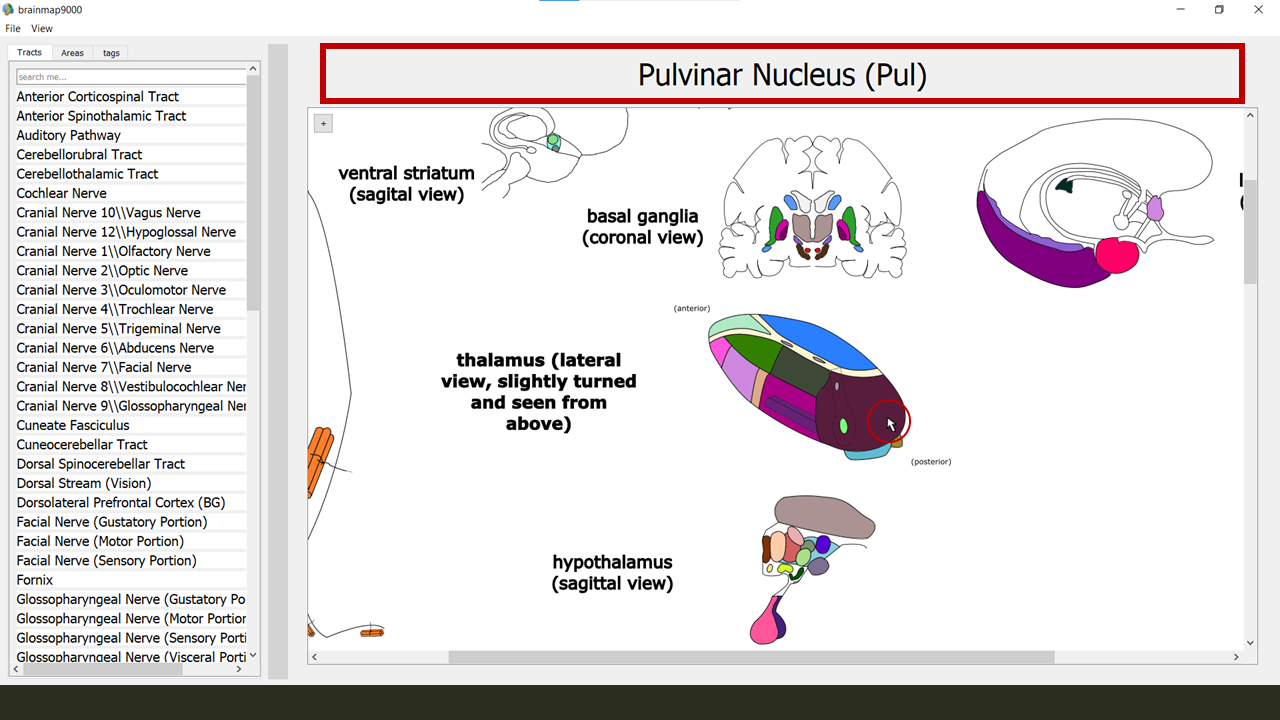 brainmap9000
File View
Tracts Areas tags
search me...
Anterior Corticospinal Tract
Anterior Spinothalamic Tract
Auditory Pathway
Cerebellorubral Tract
Cerebellothalamic Tract
Cochlear Nerve
Cranial Nerve 10\\Vagus Nerve
Cranial Nerve 12\\Hypoglossal Nerve
Cranial Nerve 1\\Olfactory Nerve
Cranial Nerve 2\\Optic Nerve
Cranial Nerve 3\\Oculomotor Nerve
Cranial Nerve 4\\Trochlear Nerve
Cranial Nerve 5\\Trigeminal Nerve
Cranial Nerve 6\\Abducens Nerve
Cranial Nerve 7\\Facial Nerve
Cranial Nerve 8\\Vestibulocochlear Ner
Cranial Nerve 9\\Glossopharyngeal Ner
Cuneate Fasciculus
Cuneocerebellar Tract
Dorsal Spinocerebellar Tract
Dorsal Stream (Vision)
Dorsolateral Prefrontal Cortex (BG)
Facial Nerve (Gustatory Portion)
Facial Nerve (Motor Portion)
Facial Nerve (Sensory Portion)
Fornix
Glossopharyngeal Nerve (Gustatory Po
Glossopharyngeal Nerve (Motor Portior
Glossopharyngeal Nerve (Sensory Porti
Glossopharyngeal Nerve (Visceral Porti
Pulvinar Nucleus (Pul)
+
ventral striatum
(sagital view)
basal ganglia
(coronal view)
(anterior)
thalamus (lateral
view, slightly turned
and seen from
above)
(posterior)
hypothalamus
(sagittal view)